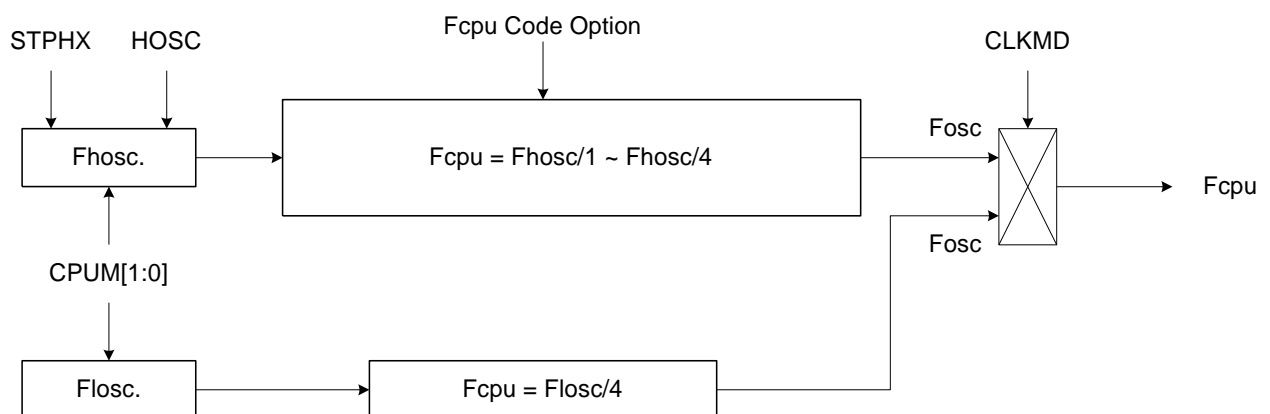 Fcpu Code Option
STPHX
HOSC
CLKMD
Fosc
Fhosc.
Fcpu = Fhosc/1 ~ Fhosc/4
Fcpu
Fosc
CPUM[1:0]
Flosc.
Fcpu = Flosc/4